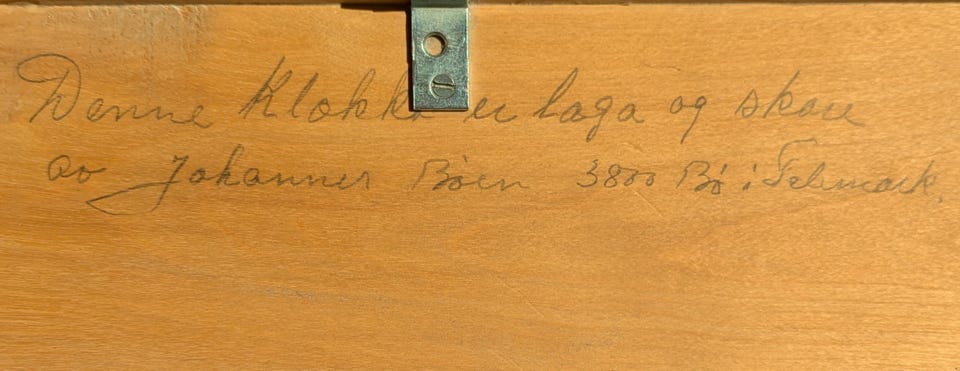 Denne Klokka er laga og skore
av Johannes Bøen 3800 Bø i Telemark.